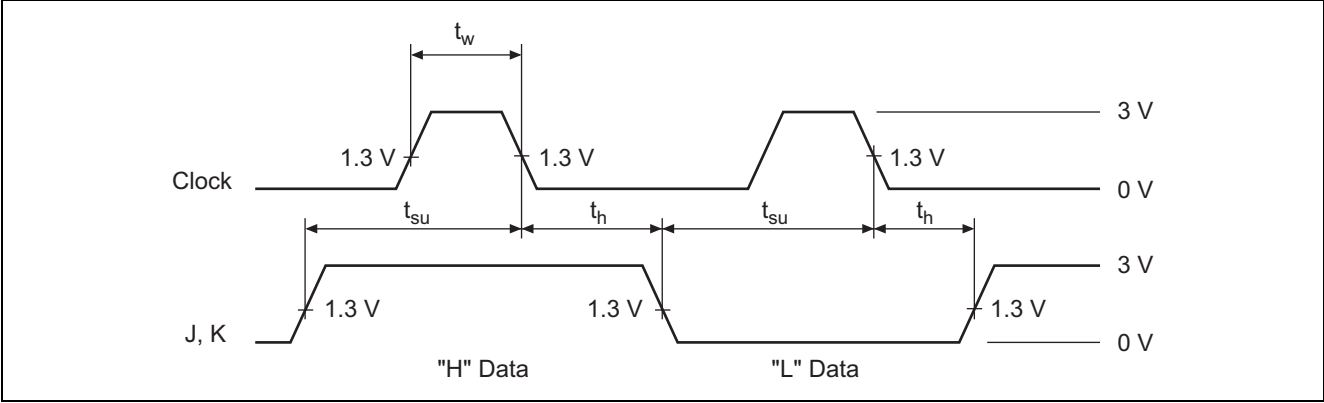 t_w
3 V
1.3 V
1.3 V
1.3 V
Clock
0 V
t_su
t_h
t_su
t_h
3 V
1.3 V
1.3 V
1.3 V
J, K
0 V
"H" Data
"L" Data